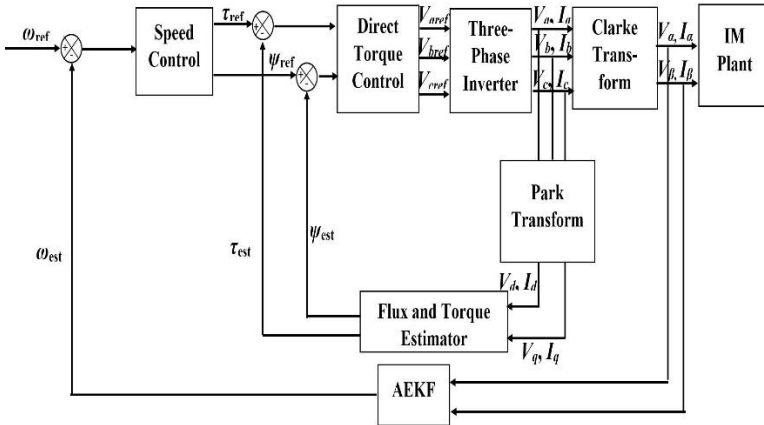 ωref
+
-
Speed
Control
τref
+
-
ψref
+
-
Direct
Torque
Control
Varef
Vbref
Vcref
Three-
Phase
Inverter
Va, Ia
Vb, Ib
Vc, Ic
Clarke
Trans-
form
Vα, Iα
Vβ, Iβ
IM
Plant
Park
Transform
ωest
τest
ψest
Vd, Id
Flux and Torque
Estimator
Vq, Iq
AEKF